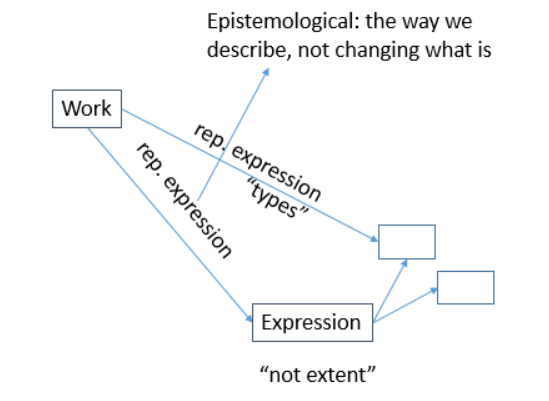 Epistemological: the way we
describe, not changing what is
Work
rep. expression
"types"
rep. expression
Expression
"not extent"